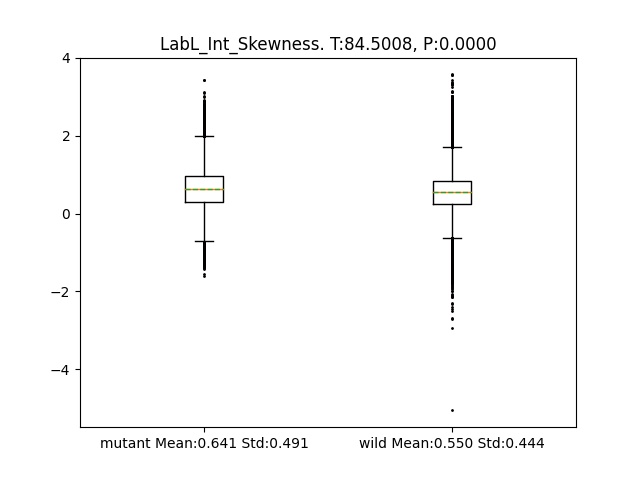 LabL_Int_Skewness. T:84.5008, P:0.0000
4
2
0
−2
−4
mutant Mean:0.641 Std:0.491
wild Mean:0.550 Std:0.444